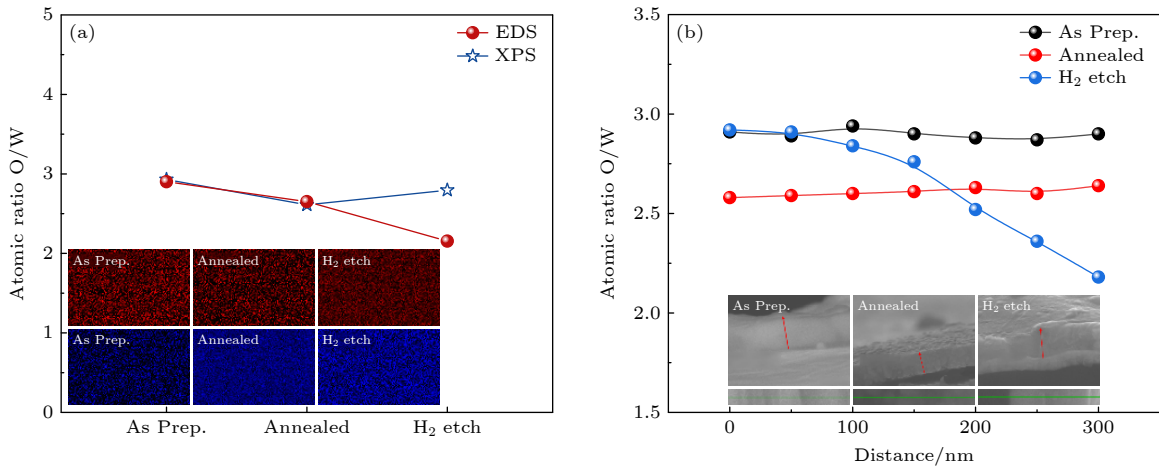 (a)
EDS
XPS
Atomic ratio O/W
5
4
3
2
1
0
As Prep.
Annealed
H₂ etch
As Prep.
Annealed
H₂ etch
As Prep.
Annealed
H₂ etch
(b)
As Prep.
Annealed
H₂ etch
Atomic ratio O/W
3.5
3.0
2.5
2.0
1.5
As Prep.
Annealed
H₂ etch
0
100
200
300
Distance/nm